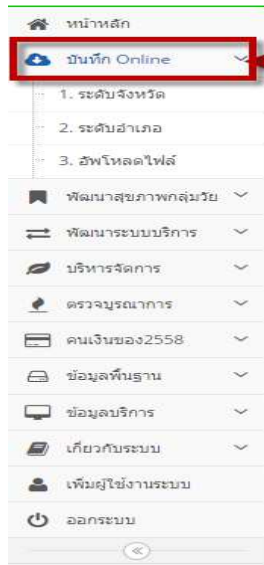 หน้าหลัก
บันทึก Online
1. ระดับจังหวัด
2. ระดับอำเภอ
3. อัพโหลดไฟล์
พัฒนาสุขภาพกลุ่มวัย
พัฒนาระบบบริการ
บริหารจัดการ
ตรวจบูรณาการ
คนเงินของ2558
ข้อมูลพื้นฐาน
ข้อมูลบริการ
เกี่ยวกับระบบ
เพิ่มผู้ใช้งานระบบ
ออกระบบ